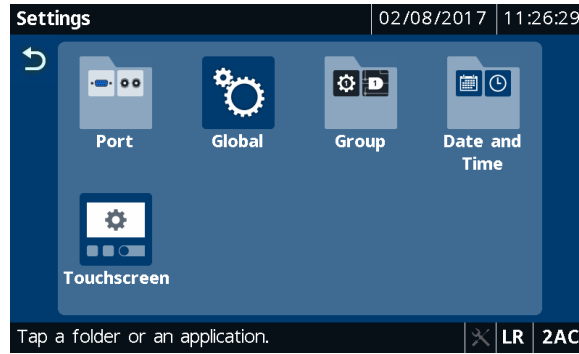 Settings
02/08/2017
11:26:29
Port
Global
Group
1
Date and
Time
Touchscreen
Tap a folder or an application.
LR
2AC